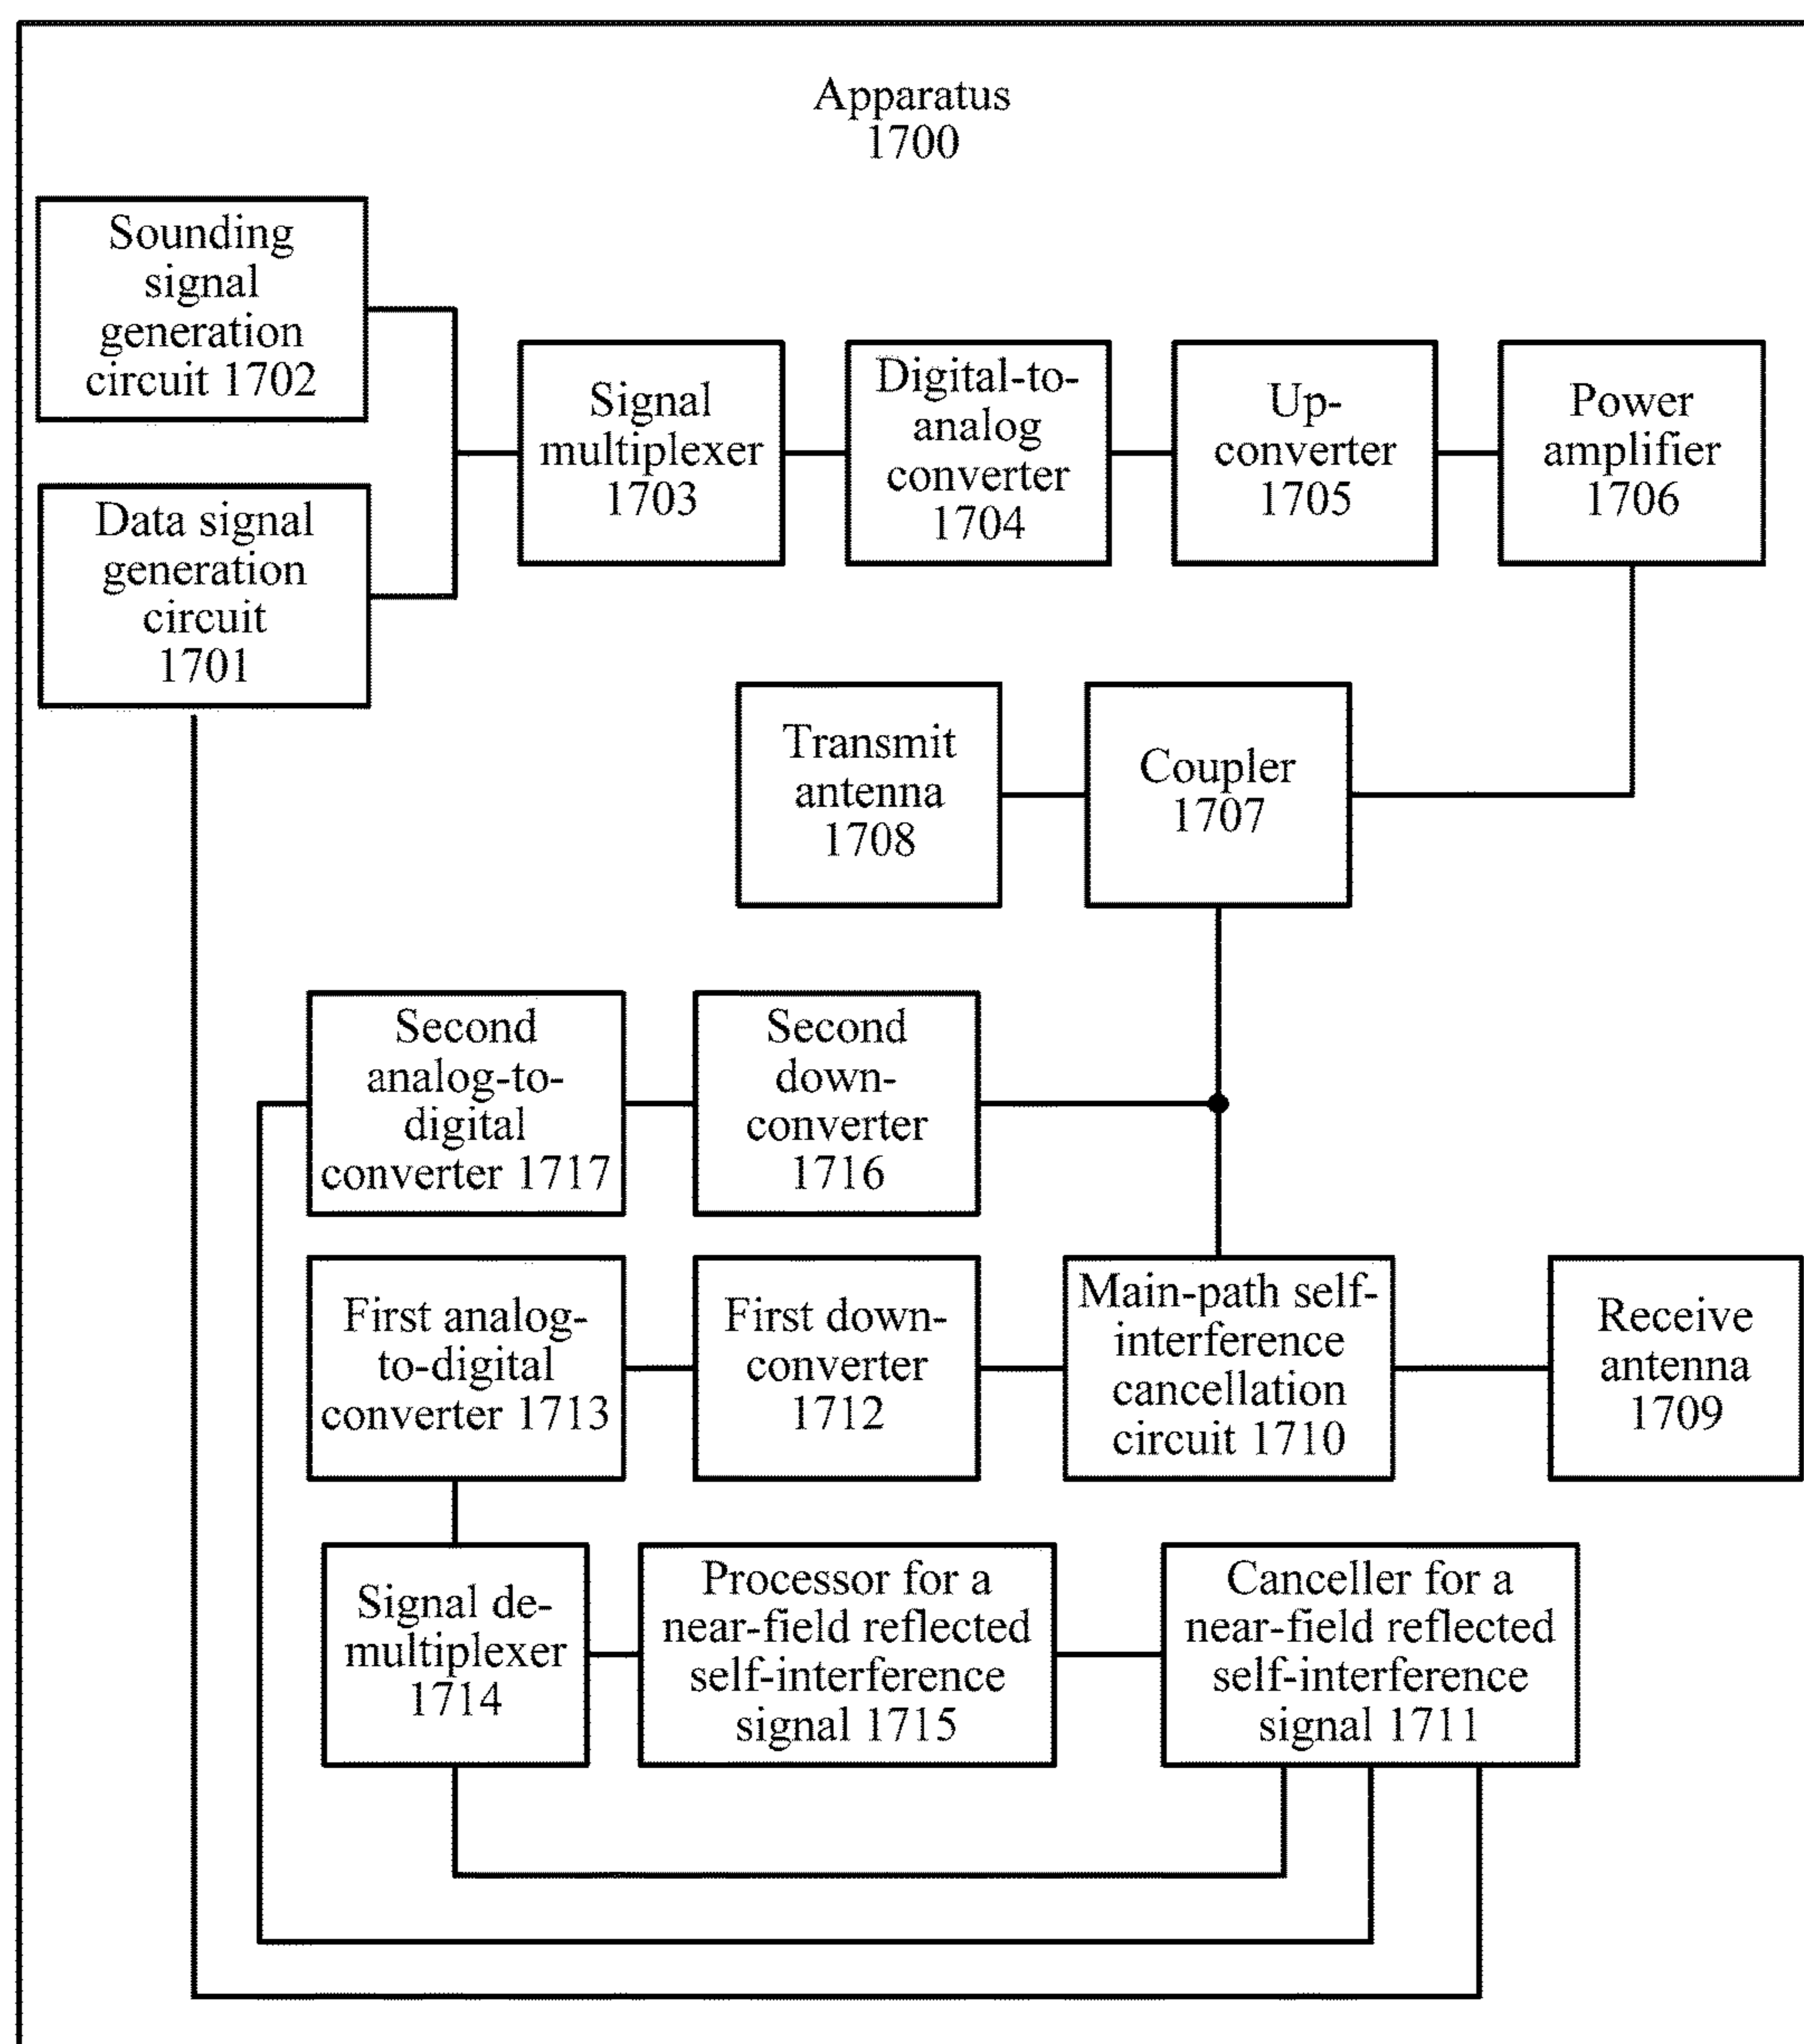 Apparatus
1700
Sounding
signal
generation
circuit 1702
Data signal
generation
circuit
1701
Signal
multiplexer
1703
Digital-to-
analog
converter
1704
Up-
converter
1705
Power
amplifier
1706
Transmit
antenna
1708
Coupler
1707
Second
analog-to-
digital
converter 1717
Second
down-
converter
1716
First analog-
to-digital
converter 1713
First down-
converter
1712
Main-path self-
interference
cancellation
circuit 1710
Receive
antenna
1709
Signal de-
multiplexer
1714
Processor for a
near-field reflected
self-interference
signal 1715
Canceller for a
near-field reflected
self-interference
signal 1711